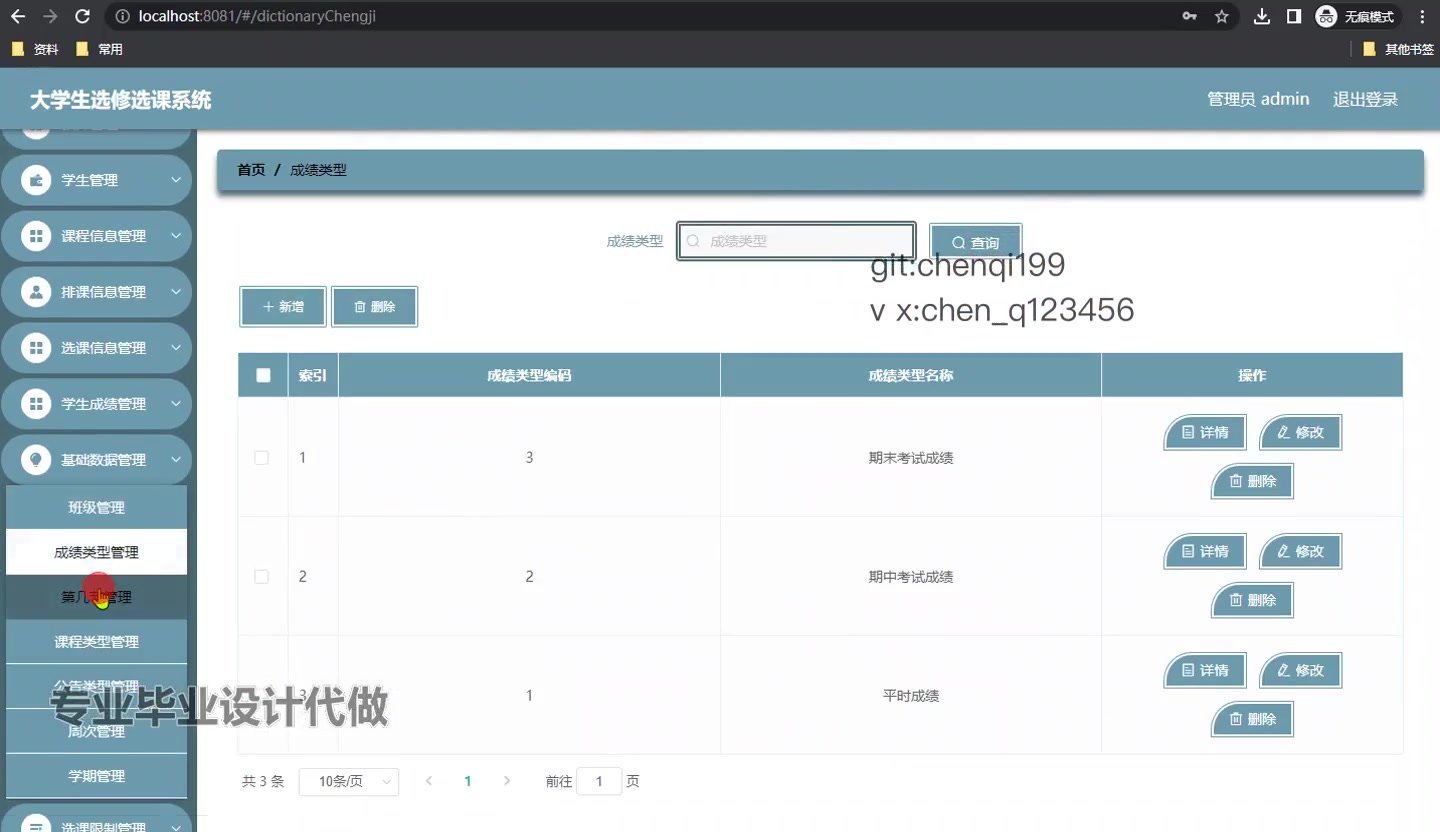 localhost:8081/#/dictionaryChengji
无痕模式
资料
常用
其他书签
大学生选修选课系统
管理员 admin
退出登录
学生管理
课程信息管理
排课信息管理
选课信息管理
学生成绩管理
基础数据管理
班级管理
成绩类型管理
第几
管理
课程类型管理
公告类型管理
周次管理
学期管理
选课限制管理
首页 / 成绩类型
成绩类型
成绩类型
查询
git:chenqi199
v x:chen_q123456
新增
删除
索引
成绩类型编码
成绩类型名称
操作
1
3
期末考试成绩
详情
修改
删除
2
2
期中考试成绩
详情
修改
删除
3
1
平时成绩
详情
修改
删除
专业毕业设计代做
共 3 条
10条/页
1
前往
1
页